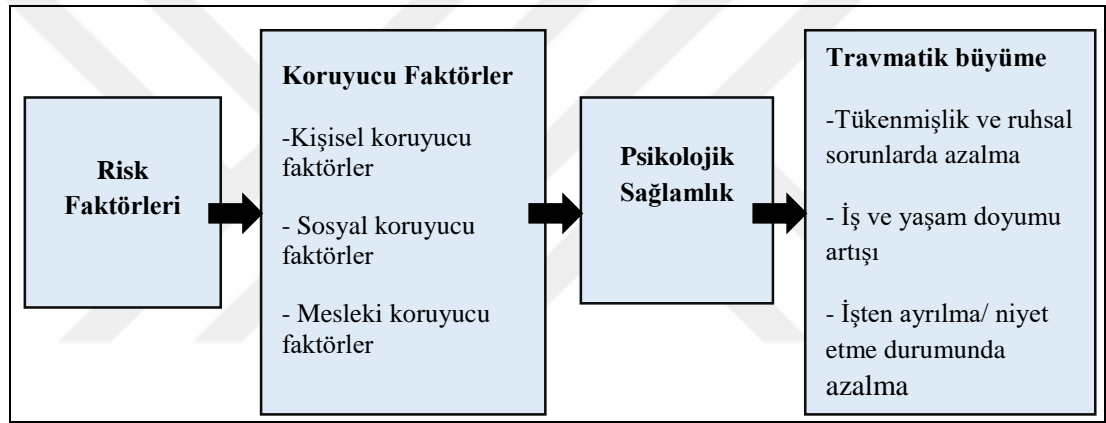 Risk
Faktörleri
Koruyucu Faktörler
-Kişisel koruyucu
faktörler
- Sosyal koruyucu
faktörler
- Mesleki koruyucu
faktörler
Psikolojik
Sağlamlık
Travmatik büyüme
-Tükenmişlik ve ruhsal
sorunlarda azalma
- İş ve yaşam doyumu
artışı
- İşten ayrılma/ niyet
etme durumunda
azalma